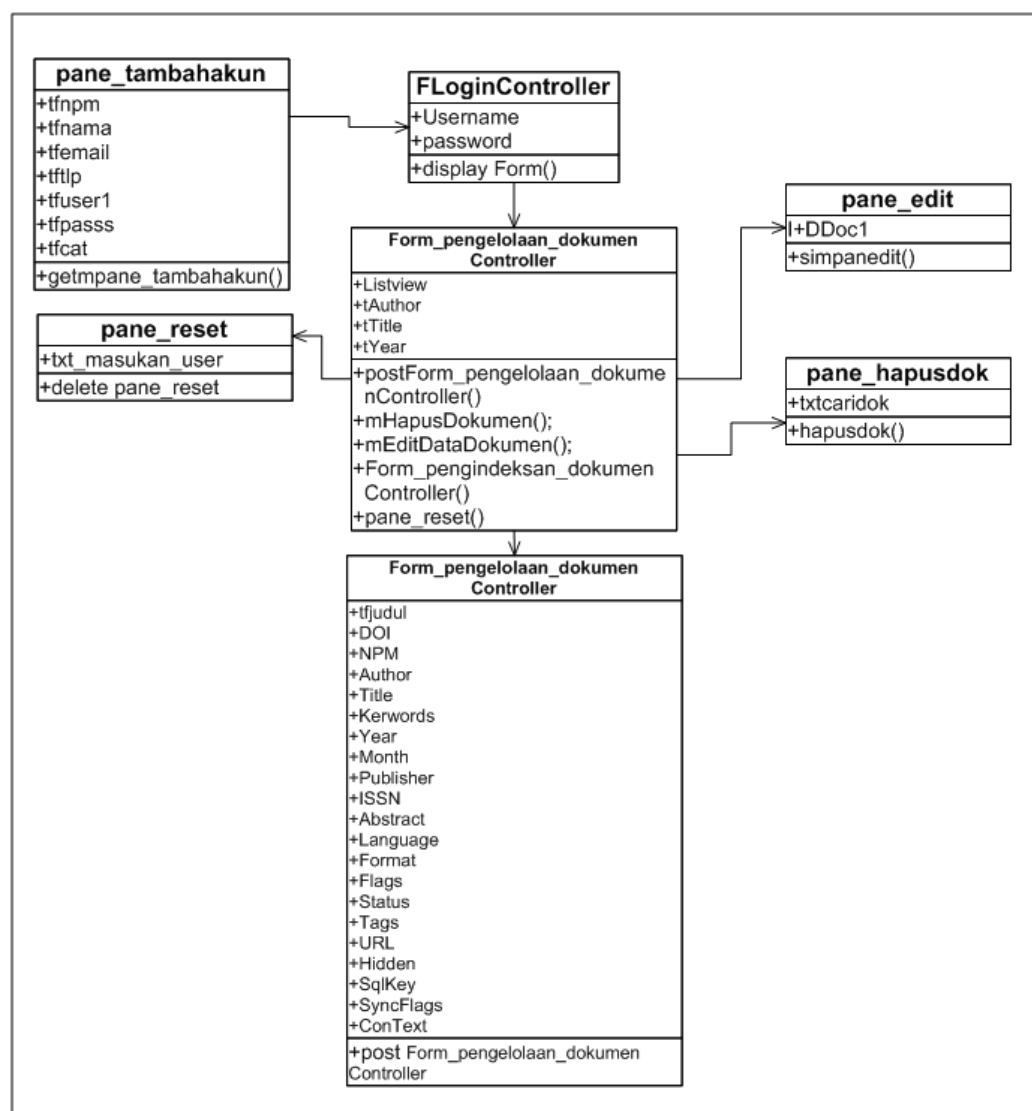 pane_tambahakun
+tfnpm
+tfnama
+tfemail
+tftlp
+tfuser1
+tfpasss
+tfcat
+getmpane_tambahakun()
FLoginController
+Username
+password
+display Form()
pane_edit
I+DDoc1
+simpanedit()
Form_pengelolaan_dokumen
Controller
+Listview
+tAuthor
+tTitle
+tYear
+postForm_pengelolaan_dokume
nController()
+mHapusDokumen();
+mEditDataDokumen();
+Form_pengindeksan_dokumen
Controller()
+pane_reset()
pane_reset
+txt_masukan_user
+delete pane_reset
pane_hapusdok
+txtcaridok
+hapusdok()
Form_pengelolaan_dokumen
Controller
+tfjudul
+DOI
+NPM
+Author
+Title
+Kerwords
+Year
+Month
+Publisher
+ISSN
+Abstract
+Language
+Format
+Flags
+Status
+Tags
+URL
+Hidden
+SqlKey
+SyncFlags
+ConText
+post Form_pengelolaan_dokumen
Controller